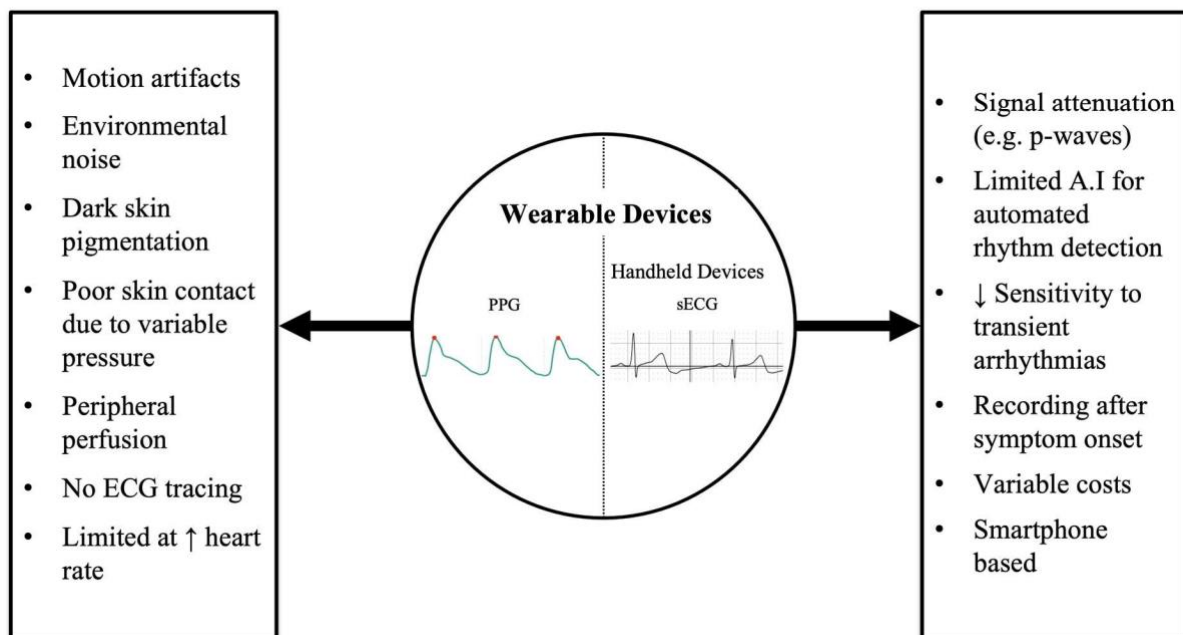 • Motion artifacts
• Environmental
noise
• Dark skin
pigmentation
• Poor skin contact
due to variable
pressure
• Peripheral
perfusion
• No ECG tracing
• Limited at ↑ heart
rate
Wearable Devices
Handheld Devices
PPG
sECG
• Signal attenuation
(e.g. p-waves)
• Limited A.I for
automated
rhythm detection
• ↓ Sensitivity to
transient
arrhythmias
• Recording after
symptom onset
• Variable costs
• Smartphone
based